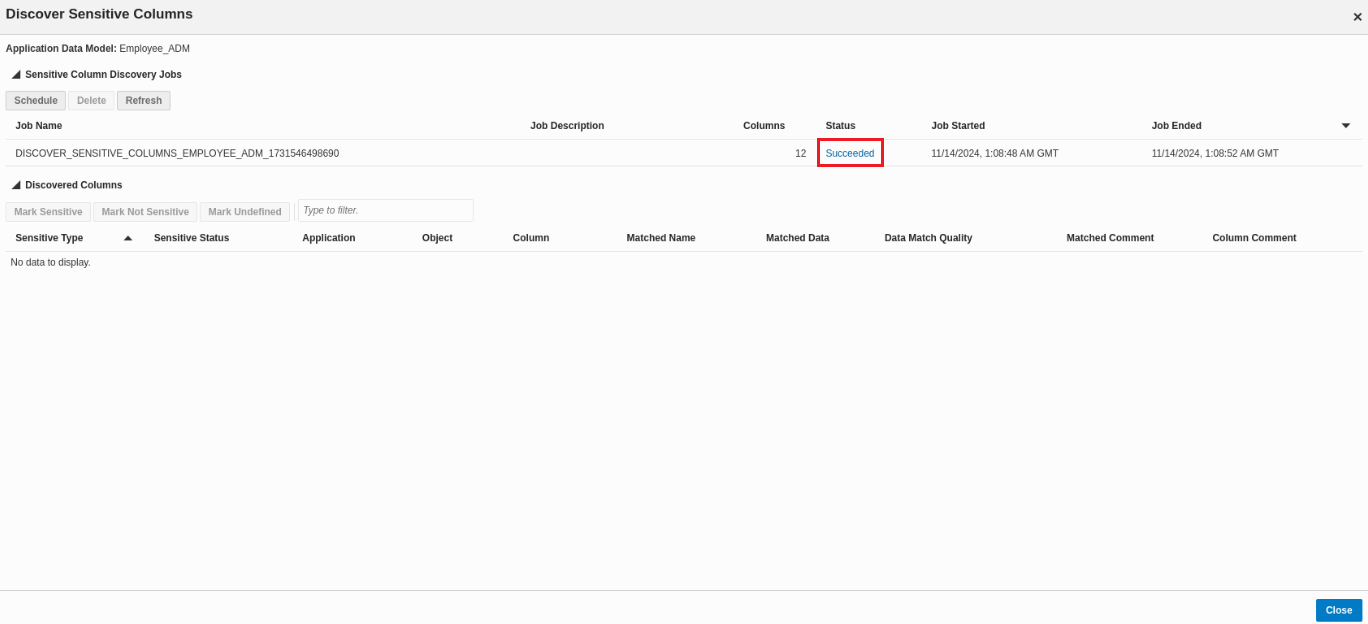 Discover Sensitive Columns
Application Data Model: Employee_ADM
Sensitive Column Discovery Jobs
Schedule Delete Refresh
Job Name Job Description Columns Status Job Started Job Ended
DISCOVER_SENSITIVE_COLUMNS_EMPLOYEE_ADM_1731546498690 12 Succeeded 11/14/2024, 1:08:48 AM GMT 11/14/2024, 1:08:52 AM GMT
Discovered Columns
Mark Sensitive Mark Not Sensitive Mark Undefined Type to filter.
Sensitive Type Sensitive Status Application Object Column Matched Name Matched Data Data Match Quality Matched Comment Column Comment
No data to display.
Close